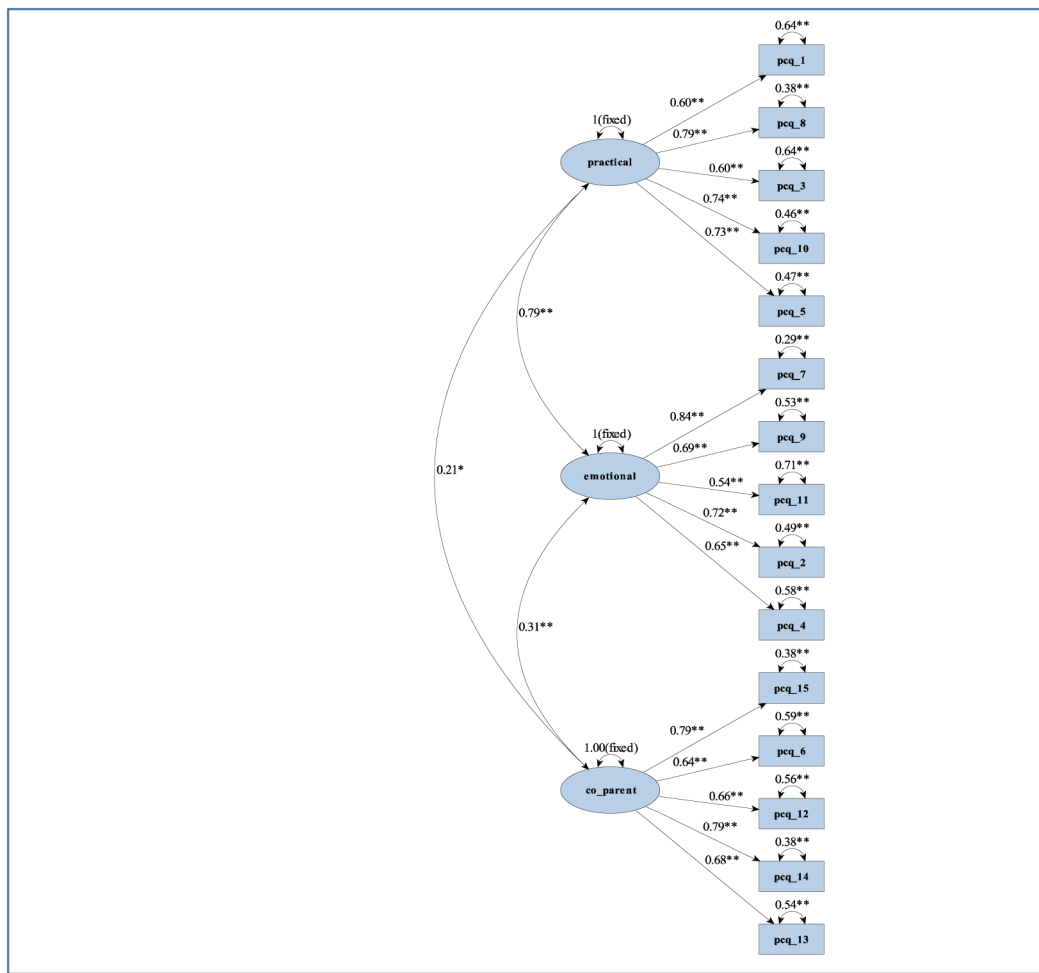 0.64**
pcq_1
0.60**
0.38**
pcq_8
1(fixed)
0.79**
practical
0.64**
pcq_3
0.60**
0.74**
0.46**
pcq_10
0.73**
0.47**
pcq_5
0.79**
0.29**
pcq_7
0.84**
0.53**
pcq_9
1(fixed)
0.69**
emotional
0.21*
0.71**
pcq_11
0.54**
0.72**
0.49**
pcq_2
0.65**
0.58**
pcq_4
0.31**
0.38**
pcq_15
0.79**
0.59**
pcq_6
1.00(fixed)
0.64**
co_parent
0.56**
pcq_12
0.66**
0.79**
0.38**
pcq_14
0.68**
0.54**
pcq_13